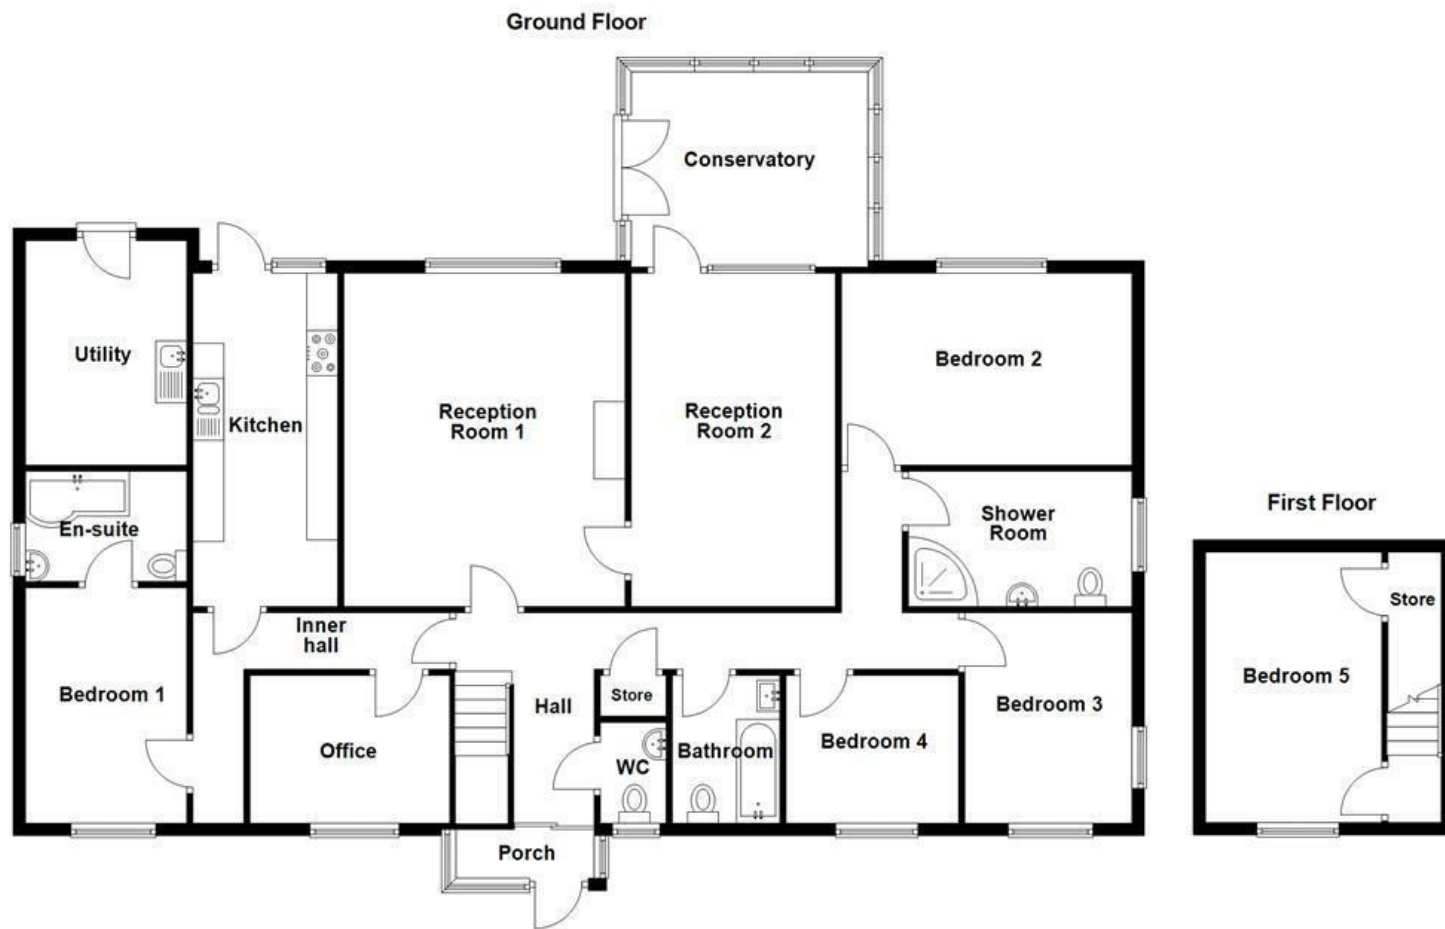 Ground Floor
Conservatory
Utility
Kitchen
Reception
Room 1
Reception
Room 2
Bedroom 2
En-suite
Shower
Room
Inner
hall
Bedroom 1
Office
Hall
Store
WC
Bathroom
Bedroom 4
Bedroom 3
Porch
First Floor
Store
Bedroom 5